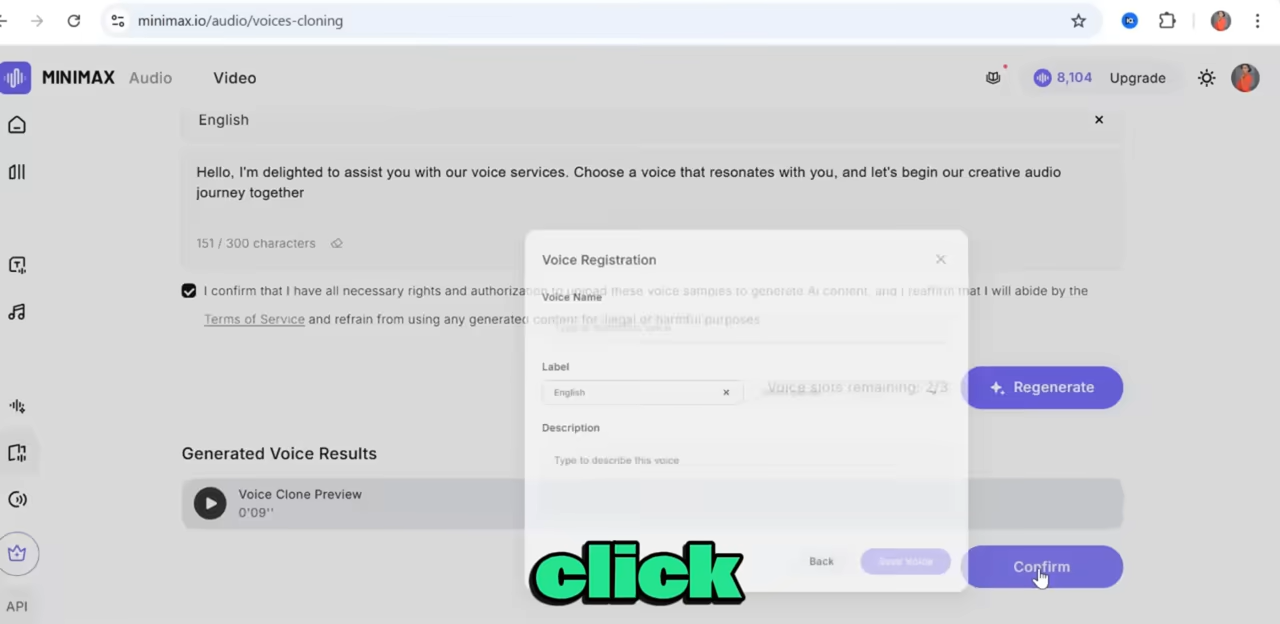 minimax.io/audio/voices-cloning
MINIMAX Audio Video 8,104 Upgrade
English
Hello, I'm delighted to assist you with our voice services. Choose a voice that resonates with you, and let's begin our creative audio
journey together
151 / 300 characters
Voice Registration
I confirm that I have all necessary rights and authorization to upload these voice samples to generate AI content, and I reaffirm that I will abide by the
Voice Name
Terms of Service and refrain from using any generated content for illegal or harmful purposes
Label
English
Voice slots remaining: 2/3
Regenerate
Description
Generated Voice Results
Type to describe this voice
Voice Clone Preview
0'09''
Back
Save Voice
Confirm
click
API